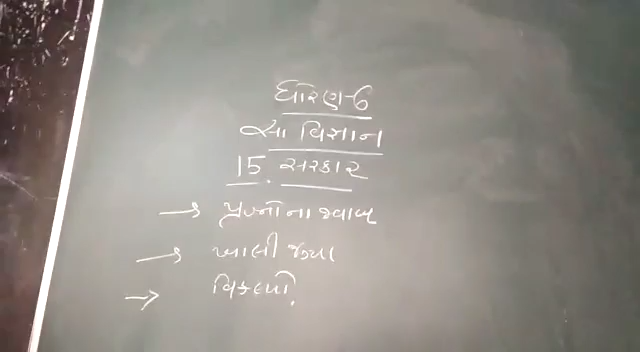 ધોરણ-6
સા વિજ્ઞાન
15. સરકાર
→ પ્રશ્નોના જવાબ
→ ખાલી જગ્યા
→ વિકલ્પો.